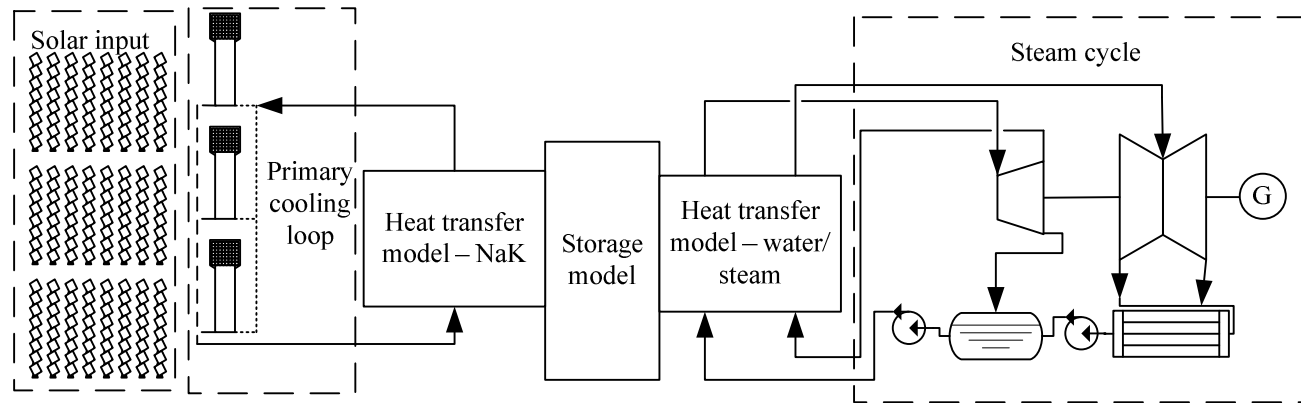 Solar input
Primary
cooling
loop
Heat transfer
model – NaK
Storage
model
Heat transfer
model – water/
steam
Steam cycle
G